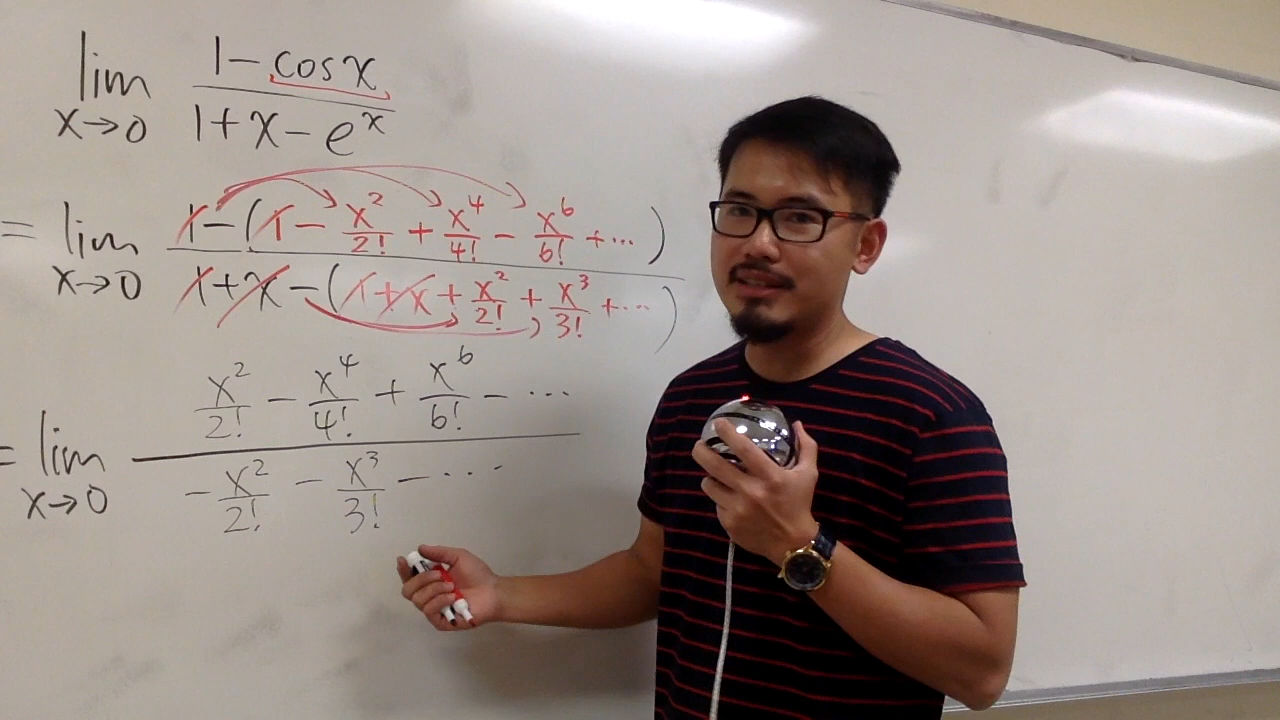 lim x→0 (1 − cos x) / (1 + x − eˣ)
= lim x→0 (1 − (1 − x²/2! + x⁴/4! − x⁶/6! + ···)) / (1 + x − (1 + x + x²/2! + x³/3! + ···))
= lim x→0 (x²/2! − x⁴/4! + x⁶/6! − ···) / (− x²/2! − x³/3! − ···)